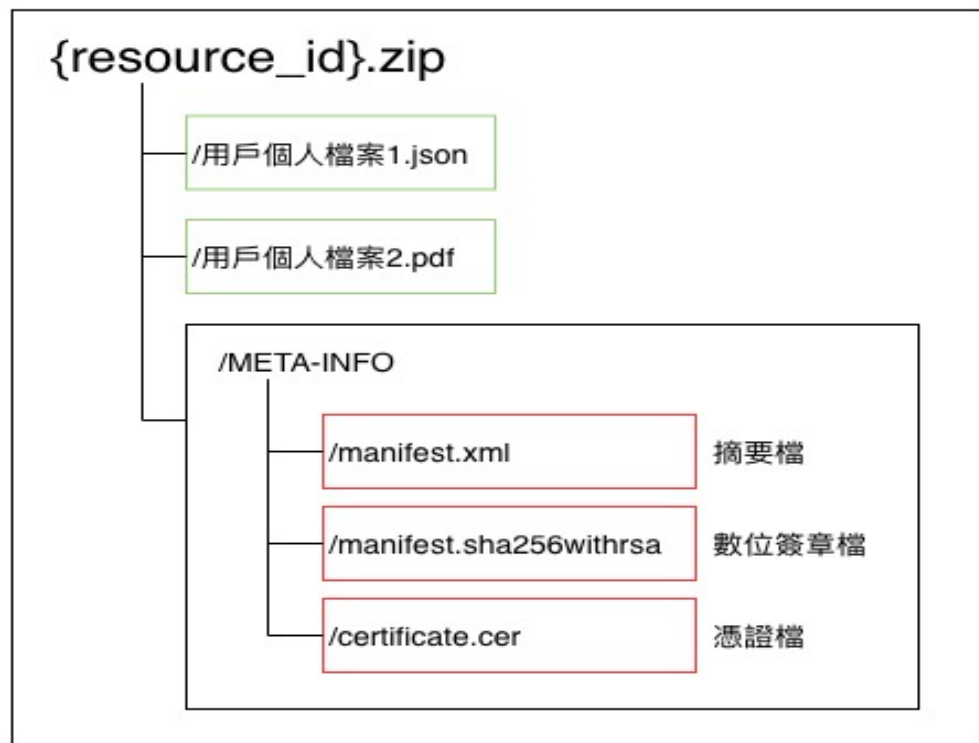 {resource_id}.zip
/用戶個人檔案1.json
/用戶個人檔案2.pdf
/META-INFO
/manifest.xml 摘要檔
/manifest.sha256withrsa 數位簽章檔
/certificate.cer 憑證檔